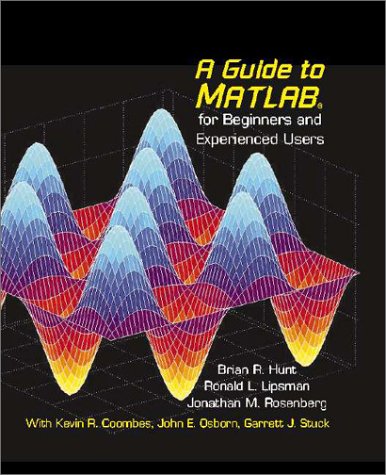 A Guide to
MATLAB®
for Beginners and
Experienced Users
Brian R. Hunt
Ronald L. Lipsman
Jonathan M. Rosenberg
With Kevin R. Coombes, John E. Osborn, Garrett J. Stuck